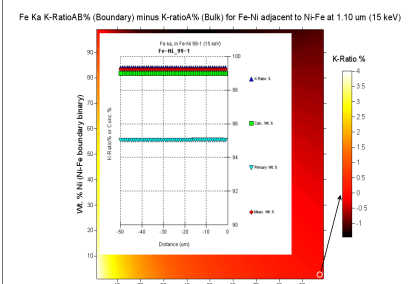 Fe Ka K-RatioAB% (Boundary) minus K-ratioA% (Bulk) for Fe-Ni adjacent to Ni-Fe at 1.10 um (15 keV)
Fe ka, in Fe-Ni 99-1 (15 keV)
Fe-Ni_99-1
K-Ratio %
Wt. % Ni (Ni-Fe boundary binary)
K-Ratio% or Conc %
90
80
70
60
50
40
30
20
10
100
98
96
94
92
90
K-Ratio %
Calc. Wt. %
Primary Wt. %
-50 -40 -30 -20 -10 0
Distance (um)
4
3.5
3
2.5
2
1.5
1
0.5
0
-0.5
-1